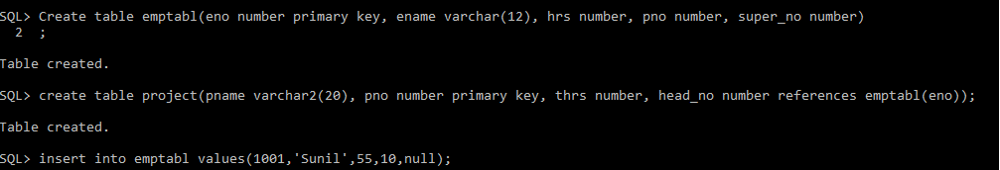 SQL> Create table emptabl(eno number primary key, ename varchar(12), hrs number, pno number, super_no number)
  2  ;
Table created.
SQL> create table project(pname varchar2(20), pno number primary key, thrs number, head_no number references emptabl(eno));
Table created.
SQL> insert into emptabl values(1001,'Sunil',55,10,null);